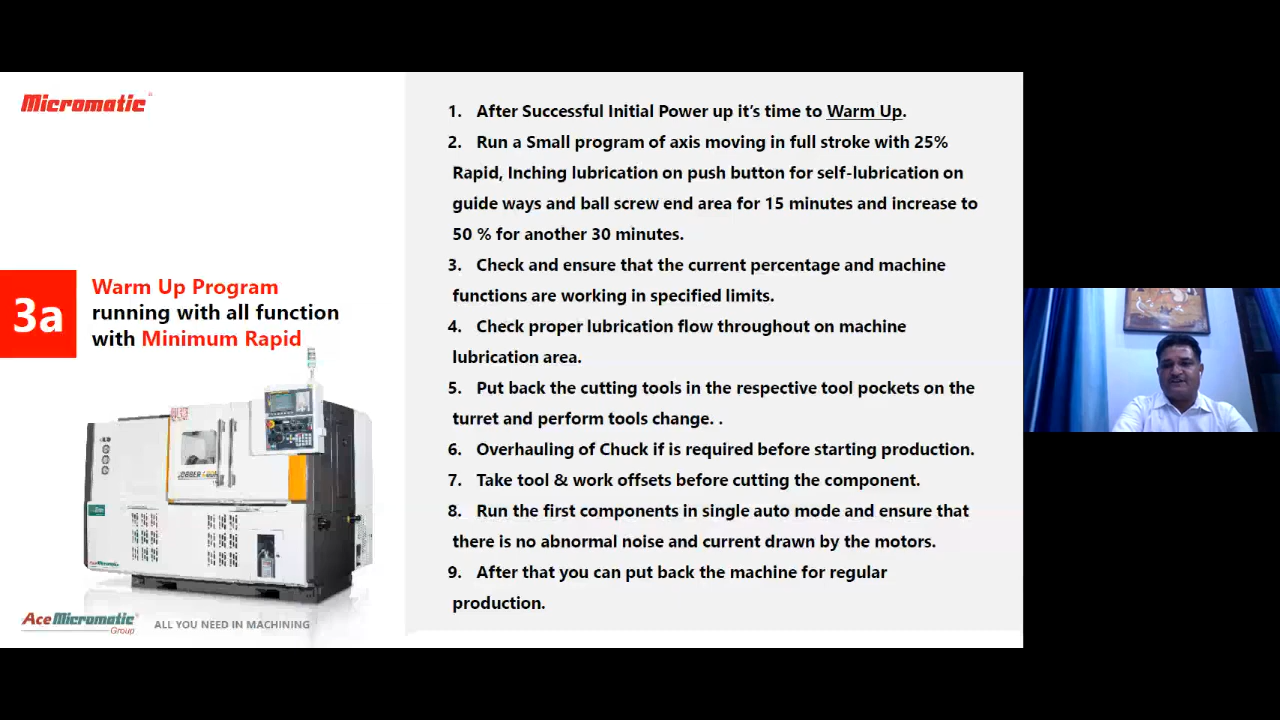 Micromatic
3a
Warm Up Program
running with all function
with Minimum Rapid
JOBBER
AceMicromatic
Group
ALL YOU NEED IN MACHINING
1. After Successful Initial Power up it’s time to Warm Up.
2. Run a Small program of axis moving in full stroke with 25%
Rapid, Inching lubrication on push button for self-lubrication on
guide ways and ball screw end area for 15 minutes and increase to
50 % for another 30 minutes.
3. Check and ensure that the current percentage and machine
functions are working in specified limits.
4. Check proper lubrication flow throughout on machine
lubrication area.
5. Put back the cutting tools in the respective tool pockets on the
turret and perform tools change. .
6. Overhauling of Chuck if is required before starting production.
7. Take tool & work offsets before cutting the component.
8. Run the first components in single auto mode and ensure that
there is no abnormal noise and current drawn by the motors.
9. After that you can put back the machine for regular
production.